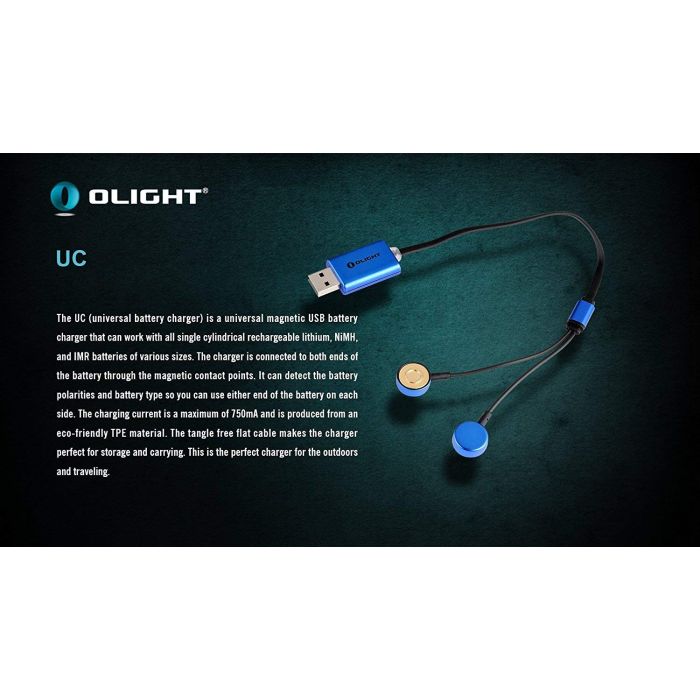 OLIGHT®
UC
OLIGHT
The UC (universal battery charger) is a universal magnetic USB battery
charger that can work with all single cylindrical rechargeable lithium, NiMH,
and IMR batteries of various sizes. The charger is connected to both ends of
the battery through the magnetic contact points. It can detect the battery
polarities and battery type so you can use either end of the battery on each
side. The charging current is a maximum of 750mA and is produced from an
eco-friendly TPE material. The tangle free flat cable makes the charger
perfect for storage and carrying. This is the perfect charger for the outdoors
and traveling.